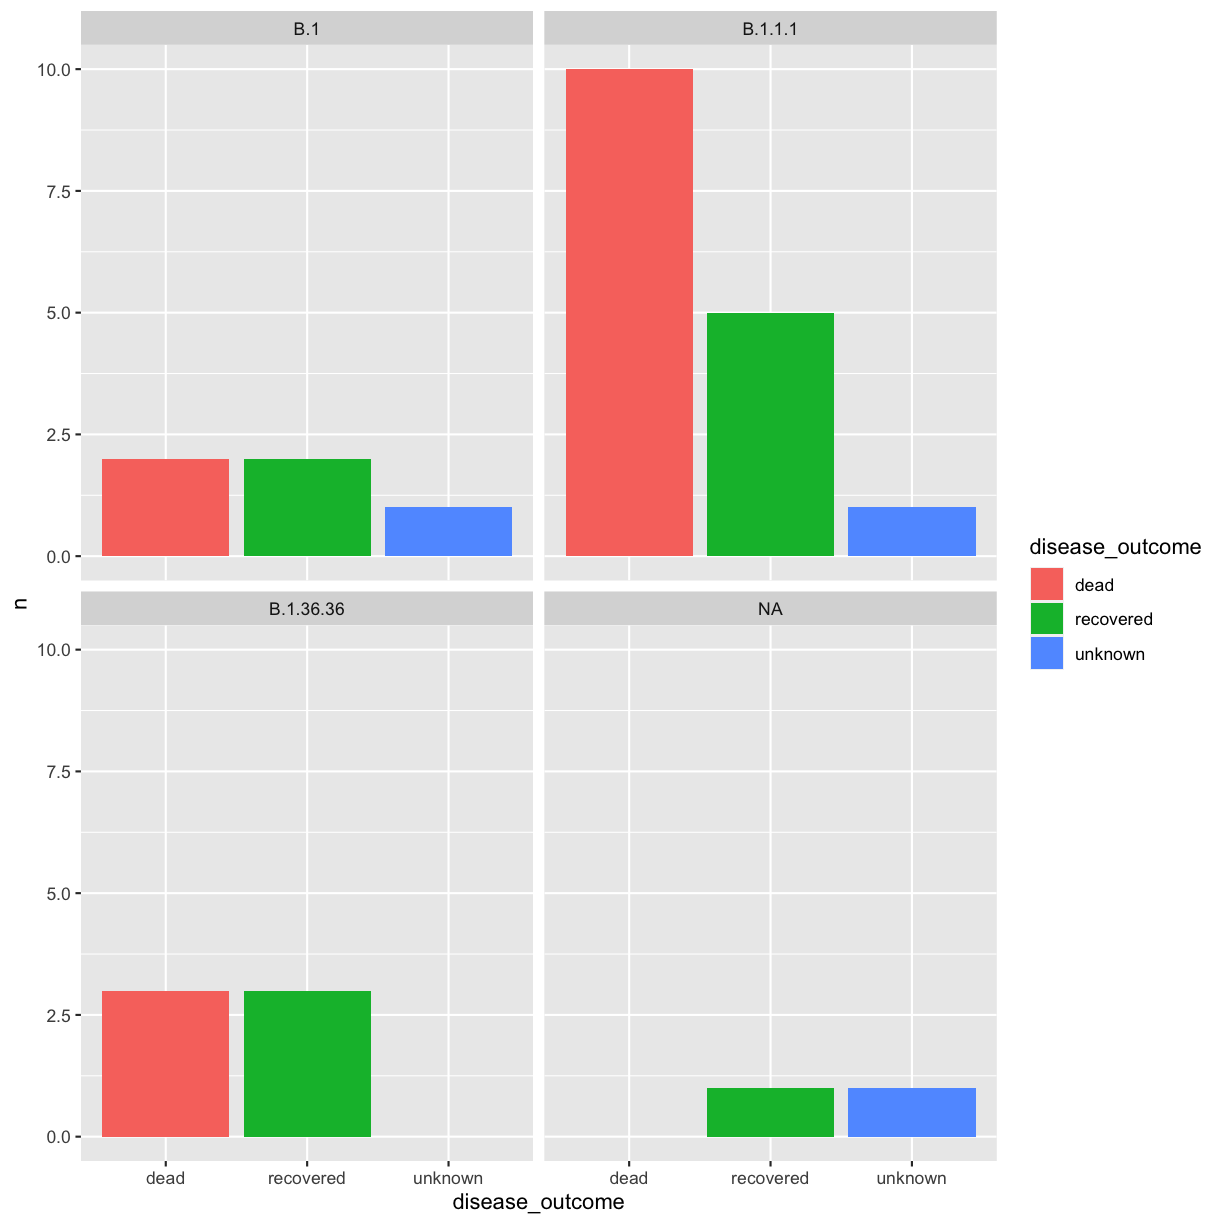 B.1
B.1.1.1
10.0
7.5
5.0
2.5
0.0
B.1.36.36
NA
10.0
7.5
5.0
2.5
0.0
dead
recovered
unknown
dead
recovered
unknown
disease_outcome
n
disease_outcome
dead
recovered
unknown